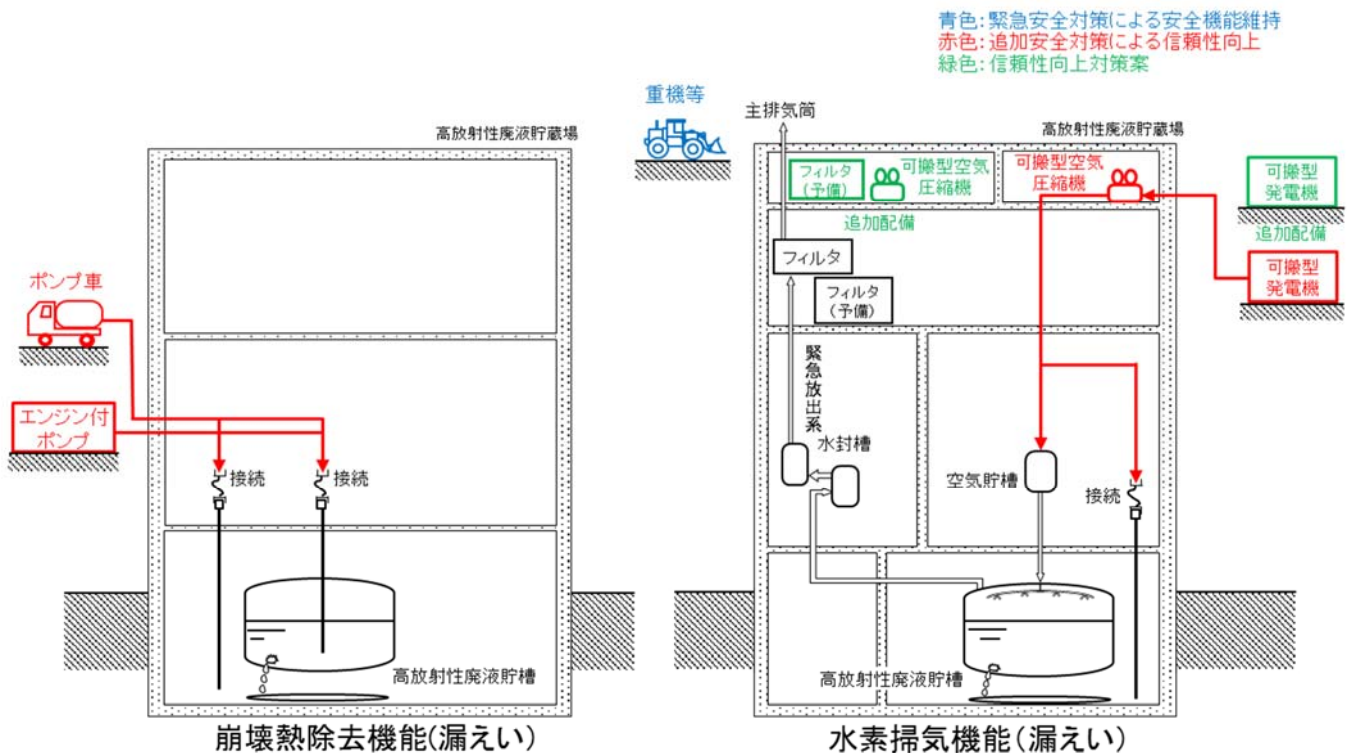 青色：緊急安全対策による安全機能維持
赤色：追加安全対策による信頼性向上
緑色：信頼性向上対策案
高放射性廃液貯蔵場
ポンプ車
エンジン付
ポンプ
接続
接続
高放射性廃液貯槽
崩壊熱除去機能(漏えい)
重機等
主排気筒
高放射性廃液貯蔵場
フィルタ
(予備)
可搬型空気
圧縮機
可搬型空気
圧縮機
追加配備
可搬型
発電機
追加配備
可搬型
発電機
フィルタ
フィルタ
(予備)
緊急放出系
水封槽
空気貯槽
接続
高放射性廃液貯槽
水素掃気機能(漏えい)